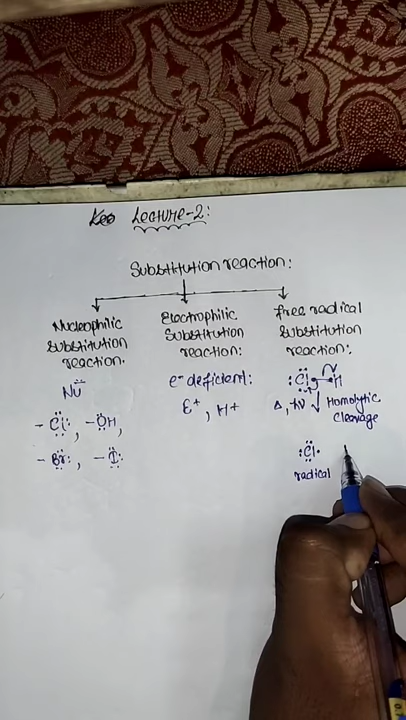 Lecture-2:
Substitution reaction:
Nucleophilic
substitution
reaction.
Nu
- Cl:, - OH,
- Br:, - I:
Electrophilic
Substitution
reaction:
e- deficient:
E+, H+
free radical
substitution
reaction:
:Cl H
Δ, hν ↓ Homolytic
Cleavage
:Cl·
radical